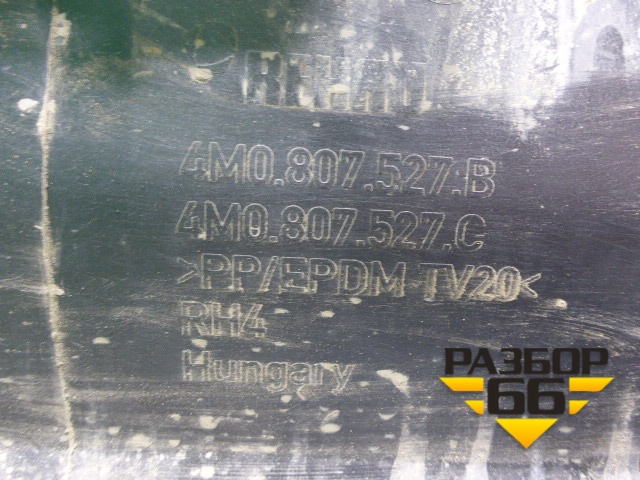 REHAU
4M0.807.527.B
4M0.807.527.C
>PP/EPDM-TV20<
RH4
Hungary
РАЗБОР
66